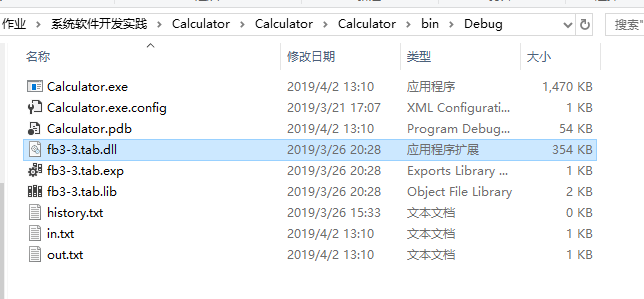 作业 › 系统软件开发实践 › Calculator › Calculator › Calculator › bin › Debug 搜索"
名称 修改日期 类型 大小
Calculator.exe 2019/4/2 13:10 应用程序 1,470 KB
Calculator.exe.config 2019/3/21 17:07 XML Configurati... 1 KB
Calculator.pdb 2019/4/2 13:10 Program Debug... 54 KB
fb3-3.tab.dll 2019/3/26 20:28 应用程序扩展 354 KB
fb3-3.tab.exp 2019/3/26 20:28 Exports Library ... 1 KB
fb3-3.tab.lib 2019/3/26 20:28 Object File Library 2 KB
history.txt 2019/3/26 15:33 文本文档 0 KB
in.txt 2019/4/2 13:10 文本文档 1 KB
out.txt 2019/4/2 13:10 文本文档 1 KB